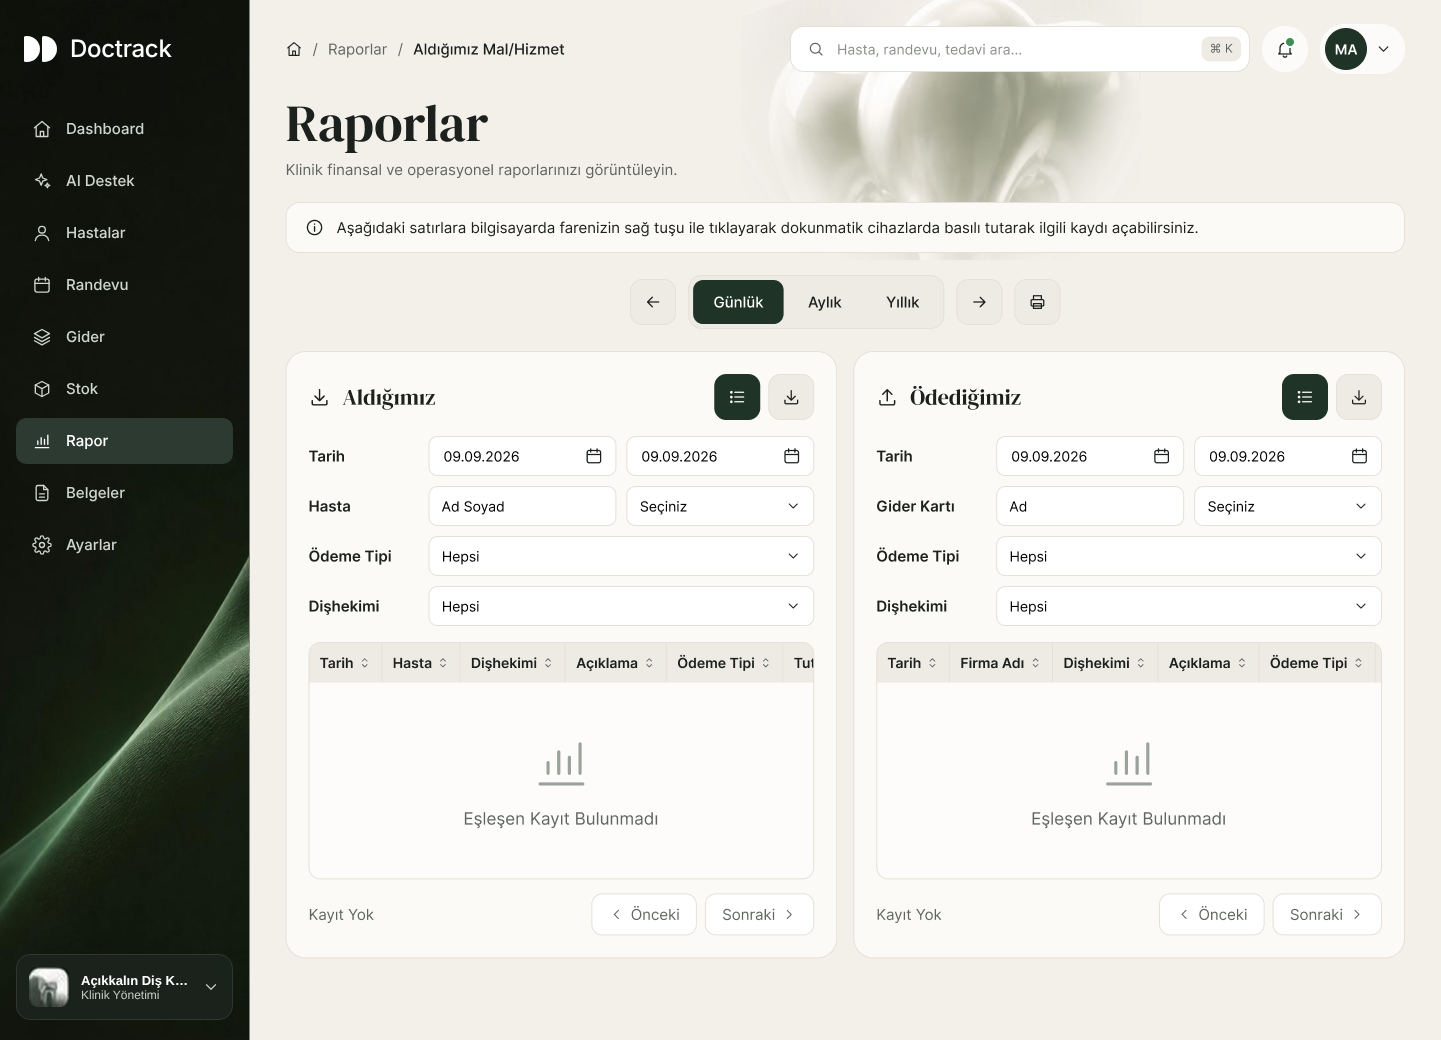 Doctrack
Dashboard
AI Destek
Hastalar
Randevu
Gider
Stok
Rapor
Belgeler
Ayarlar
Açıkkalın Diş K...
Klinik Yönetimi
/ Raporlar / Aldığımız Mal/Hizmet
Hasta, randevu, tedavi ara...
⌘ K
MA
Raporlar
Klinik finansal ve operasyonel raporlarınızı görüntüleyin.
Aşağıdaki satırlara bilgisayarda farenizin sağ tuşu ile tıklayarak dokunmatik cihazlarda basılı tutarak ilgili kaydı açabilirsiniz.
Günlük Aylık Yıllık
Aldığımız
Tarih 09.09.2026 09.09.2026
Hasta Ad Soyad Seçiniz
Ödeme Tipi Hepsi
Dişhekimi Hepsi
Tarih Hasta Dişhekimi Açıklama Ödeme Tipi Tut
Eşleşen Kayıt Bulunmadı
Kayıt Yok Önceki Sonraki
Ödediğimiz
Tarih 09.09.2026 09.09.2026
Gider Kartı Ad Seçiniz
Ödeme Tipi Hepsi
Dişhekimi Hepsi
Tarih Firma Adı Dişhekimi Açıklama Ödeme Tipi
Eşleşen Kayıt Bulunmadı
Kayıt Yok Önceki Sonraki